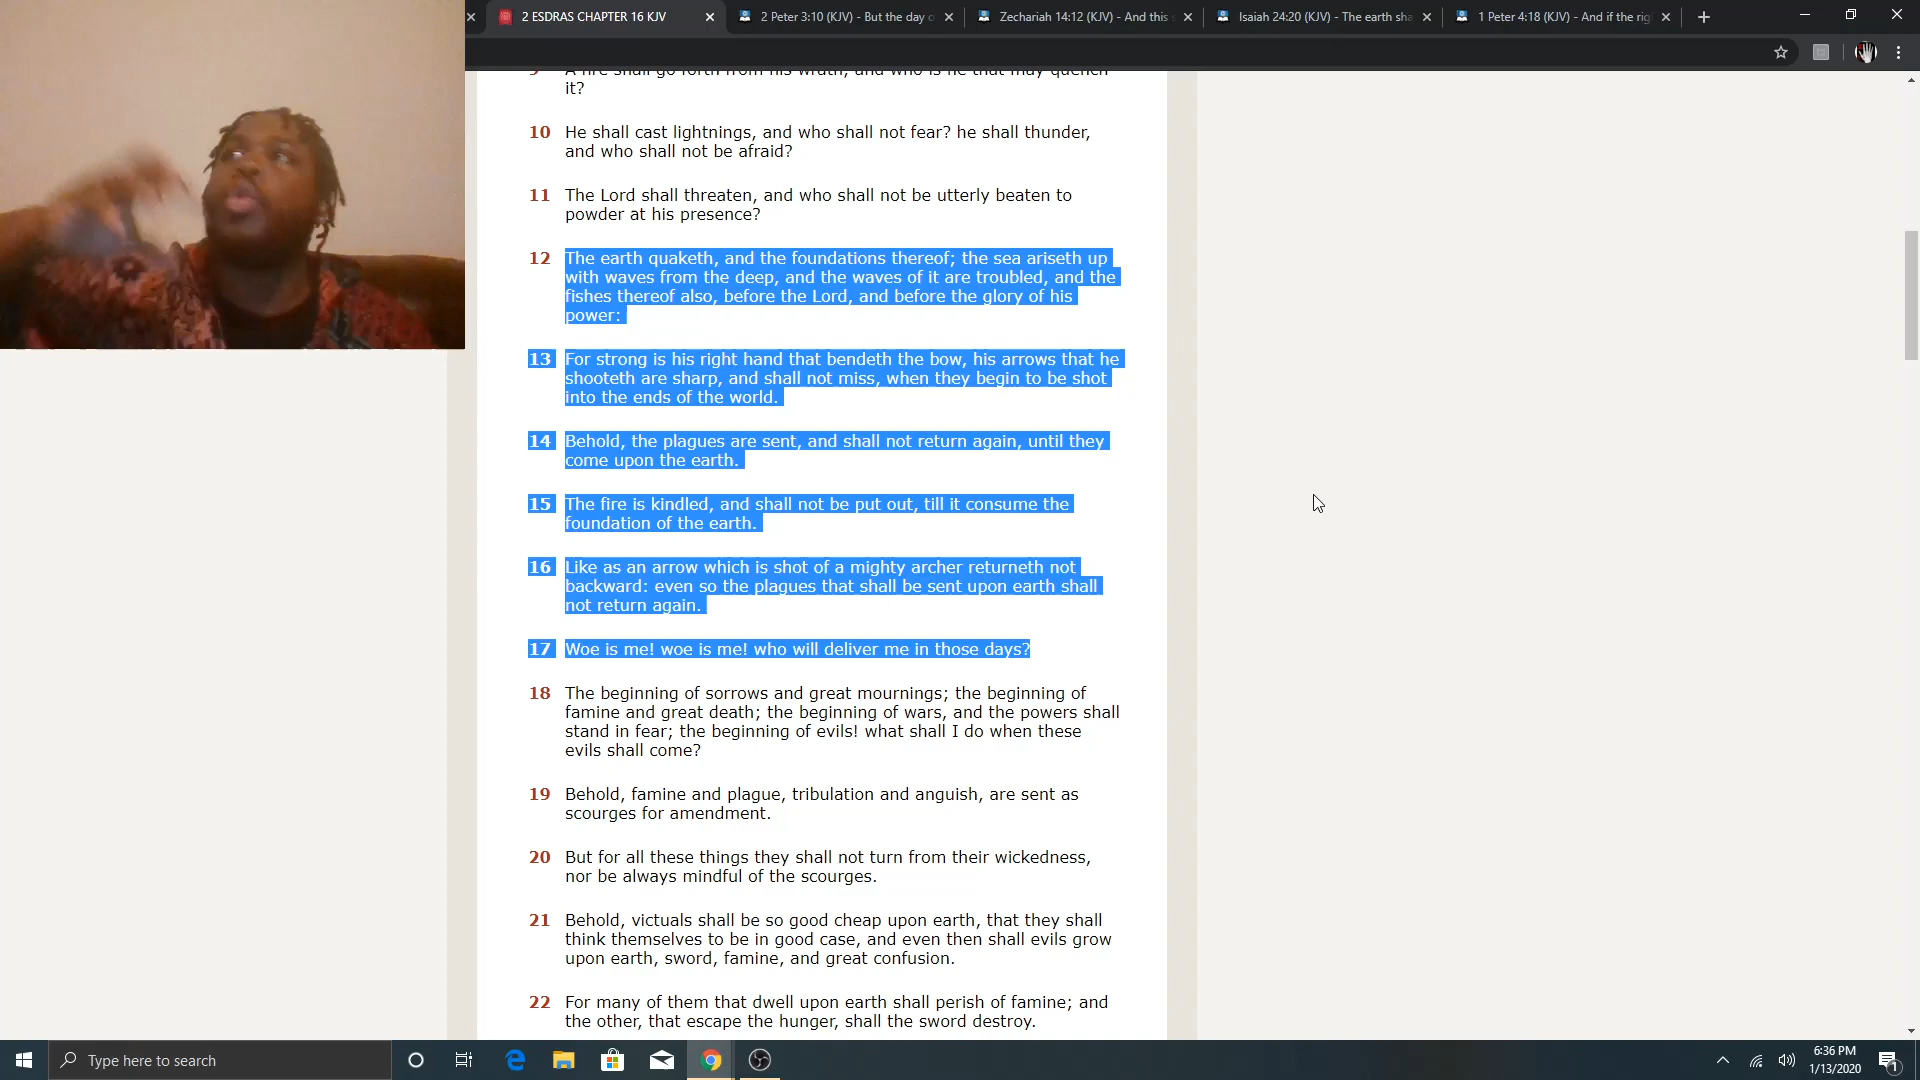 2 ESDRAS CHAPTER 16 KJV
2 Peter 3:10 (KJV) - But the day o
Zechariah 14:12 (KJV) - And this s
Isaiah 24:20 (KJV) - The earth sha
1 Peter 4:18 (KJV) - And if the rig
9 A fire shall go forth from his wrath, and who is he that may quench
it?
10 He shall cast lightnings, and who shall not fear? he shall thunder,
and who shall not be afraid?
11 The Lord shall threaten, and who shall not be utterly beaten to
powder at his presence?
12 The earth quaketh, and the foundations thereof; the sea ariseth up
with waves from the deep, and the waves of it are troubled, and the
fishes thereof also, before the Lord, and before the glory of his
power:
13 For strong is his right hand that bendeth the bow, his arrows that he
shooteth are sharp, and shall not miss, when they begin to be shot
into the ends of the world.
14 Behold, the plagues are sent, and shall not return again, until they
come upon the earth.
15 The fire is kindled, and shall not be put out, till it consume the
foundation of the earth.
16 Like as an arrow which is shot of a mighty archer returneth not
backward: even so the plagues that shall be sent upon earth shall
not return again.
17 Woe is me! woe is me! who will deliver me in those days?
18 The beginning of sorrows and great mournings; the beginning of
famine and great death; the beginning of wars, and the powers shall
stand in fear; the beginning of evils! what shall I do when these
evils shall come?
19 Behold, famine and plague, tribulation and anguish, are sent as
scourges for amendment.
20 But for all these things they shall not turn from their wickedness,
nor be always mindful of the scourges.
21 Behold, victuals shall be so good cheap upon earth, that they shall
think themselves to be in good case, and even then shall evils grow
upon earth, sword, famine, and great confusion.
22 For many of them that dwell upon earth shall perish of famine; and
the other, that escape the hunger, shall the sword destroy.
Type here to search
6:36 PM
1/13/2020
1